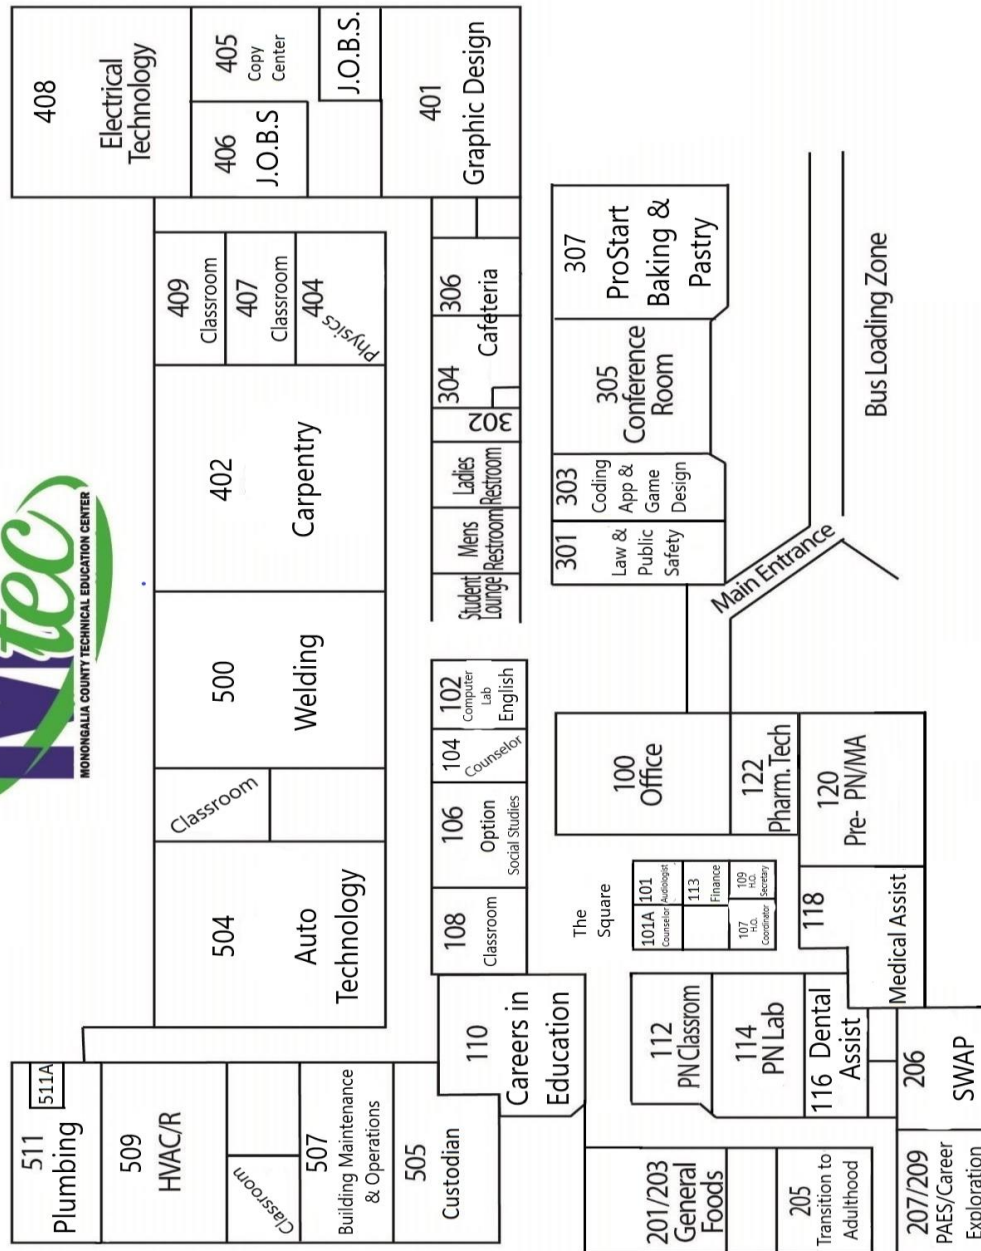 tec
MONONGALIA COUNTY TECHNICAL EDUCATION CENTER
511
Plumbing
511A
509
HVAC/R
Classroom
507
Building Maintenance
& Operations
505
Custodian
504
Auto
Technology
Classroom
500
Welding
402
Carpentry
409
Classroom
407
Classroom
404
Physics
408
Electrical
Technology
405
Copy
Center
406
J.O.B.S
J.O.B.S.
401
Graphic Design
110
Careers in
Education
108
Classroom
106
Option
Social Studies
104
Counselor
102
Computer
Lab
English
Student
Lounge
Mens
Restroom
Ladies
Restroom
302
304
306
Cafeteria
The
Square
101A
Counselor
101
Audiologist
113
Finance
107
H.O.
Coordinator
109
H.O.
Secretary
100
Office
122
Pharm. Tech
120
Pre- PN/MA
118
Medical Assist
112
PN Classrom
114
PN Lab
116 Dental
Assist
201/203
General
Foods
205
Transition to
Adulthood
207/209
PAES/Career
Exploration
206
SWAP
301
Law &
Public
Safety
303
Coding
App &
Game
Design
305
Conference
Room
307
ProStart
Baking &
Pastry
Main Entrance
Bus Loading Zone